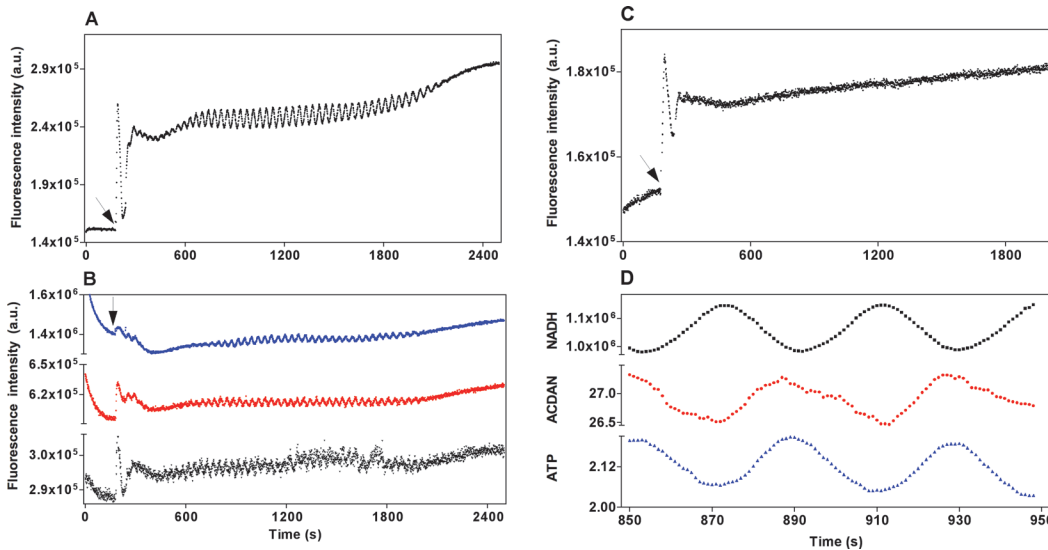 A
Fluorescence intensity (a.u.)
2.9x10⁵
2.4x10⁵
1.9x10⁵
1.4x10⁵
0 600 1200 1800 2400
B
Fluorescence intensity (a.u.)
1.6x10⁶
1.4x10⁶
6.5x10⁵
6.2x10⁵
3.0x10⁵
2.9x10⁵
0 600 1200 1800 2400
Time (s)
C
Fluorescence intensity (a.u.)
1.8x10⁵
1.6x10⁵
1.4x10⁵
0 600 1200 1800
D
NADH
1.1x10⁶
1.0x10⁶
ACDAN
27.0
26.5
ATP
2.12
2.00
850 870 890 910 930 950
Time (s)